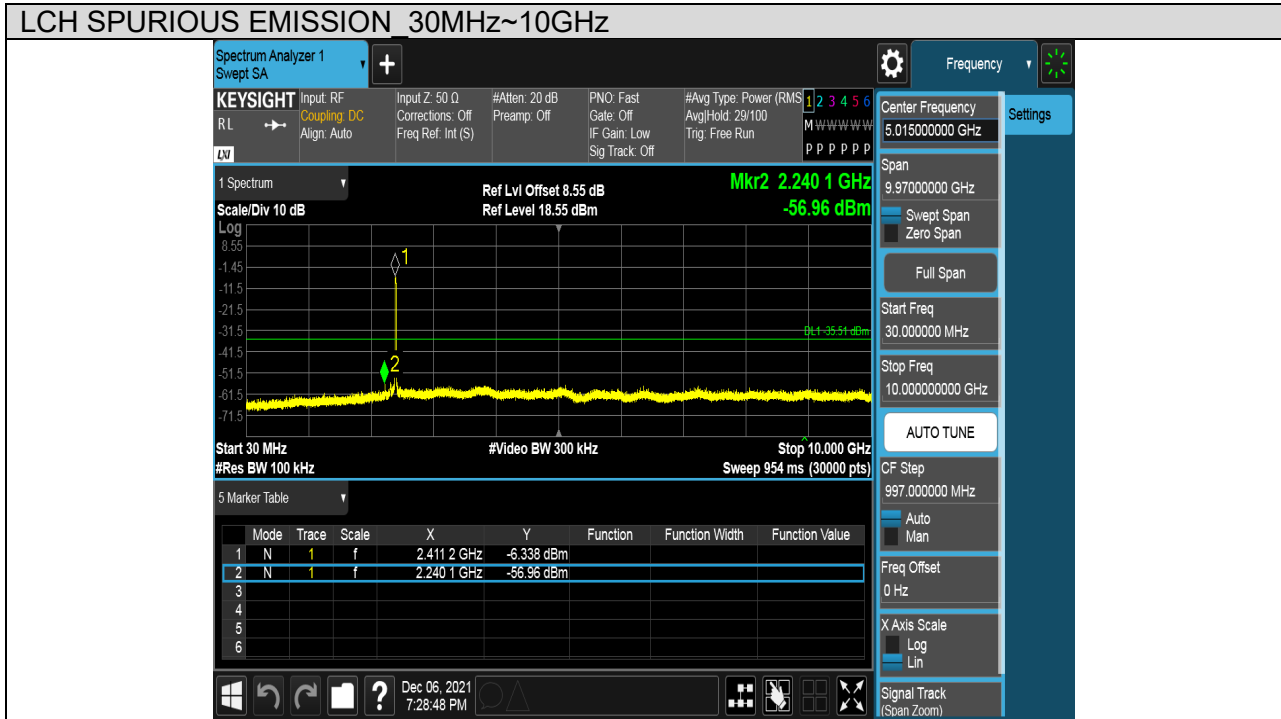 LCH SPURIOUS EMISSION_30MHz~10GHz
Spectrum Analyzer 1
Swept SA
+
Frequency
KEYSIGHT
RL
LXI
Input: RF
Coupling: DC
Align: Auto
Input Z: 50 Ω
Corrections: Off
Freq Ref: Int (S)
#Atten: 20 dB
Preamp: Off
PNO: Fast
Gate: Off
IF Gain: Low
Sig Track: Off
#Avg Type: Power (RMS
Avg|Hold: 29/100
Trig: Free Run
1 2 3 4 5 6
M W W W W W
P P P P P P
1 Spectrum
Scale/Div 10 dB
Log
Ref Lvl Offset 8.55 dB
Ref Level 18.55 dBm
Mkr2 2.240 1 GHz
-56.96 dBm
8.55
-1.45
-11.5
-21.5
-31.5
-41.5
-51.5
-61.5
-71.5
1
2
DL1 -35.51 dBm
Start 30 MHz
#Video BW 300 kHz
Stop 10.000 GHz
#Res BW 100 kHz
Sweep 954 ms (30000 pts)
5 Marker Table
Mode Trace Scale X Y Function Function Width Function Value
1 N 1 f 2.411 2 GHz -6.338 dBm
2 N 1 f 2.240 1 GHz -56.96 dBm
3
4
5
6
Dec 06, 2021
7:28:48 PM
?
Center Frequency
5.015000000 GHz
Settings
Span
9.97000000 GHz
Swept Span
Zero Span
Full Span
Start Freq
30.000000 MHz
Stop Freq
10.000000000 GHz
AUTO TUNE
CF Step
997.000000 MHz
Auto
Man
Freq Offset
0 Hz
X Axis Scale
Log
Lin
Signal Track
(Span Zoom)